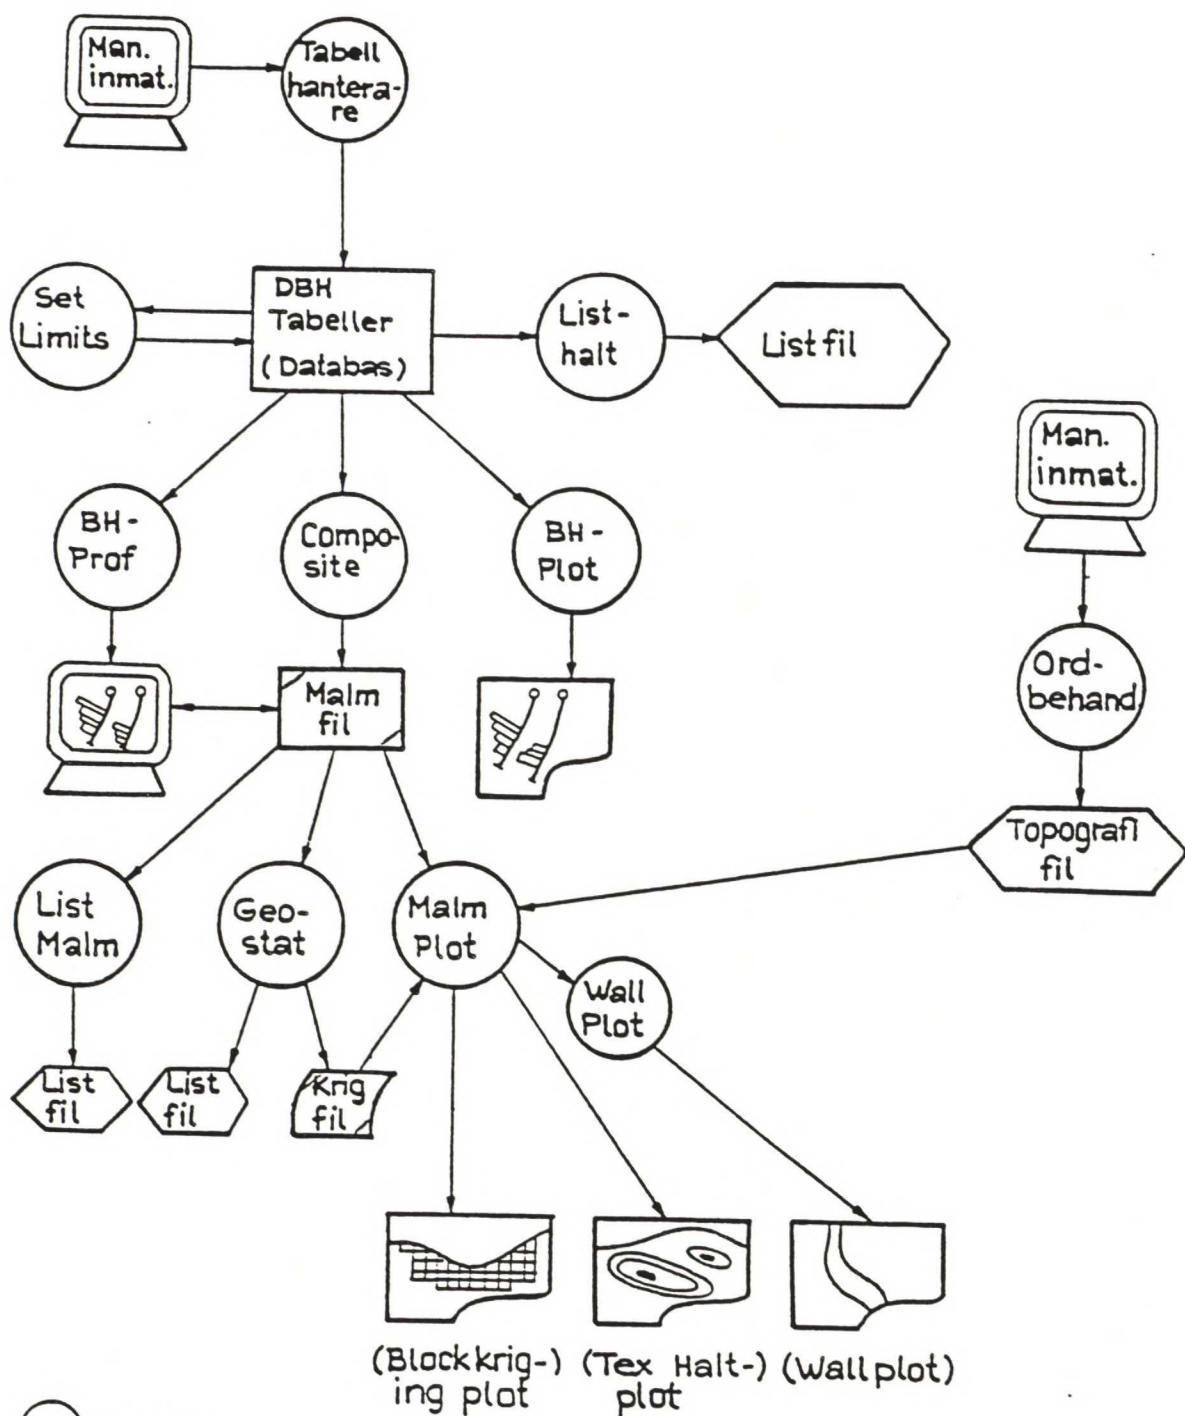 Man.
inmat.
Tabell
hantera-
re
Set
Limits
DBH
Tabeller
(Databas)
List-
halt
Listfil
Man.
inmat.
BH-
Prof
Compo-
site
BH-
Plot
Ord-
behand.
Malm
fil
Topografi
fil
List
Malm
Geo-
stat
Malm
Plot
Wall
Plot
List
fil
List
fil
Krig
fil
(Blockkrig-)
ing plot
(Tex Halt-)
plot
(Wallplot)